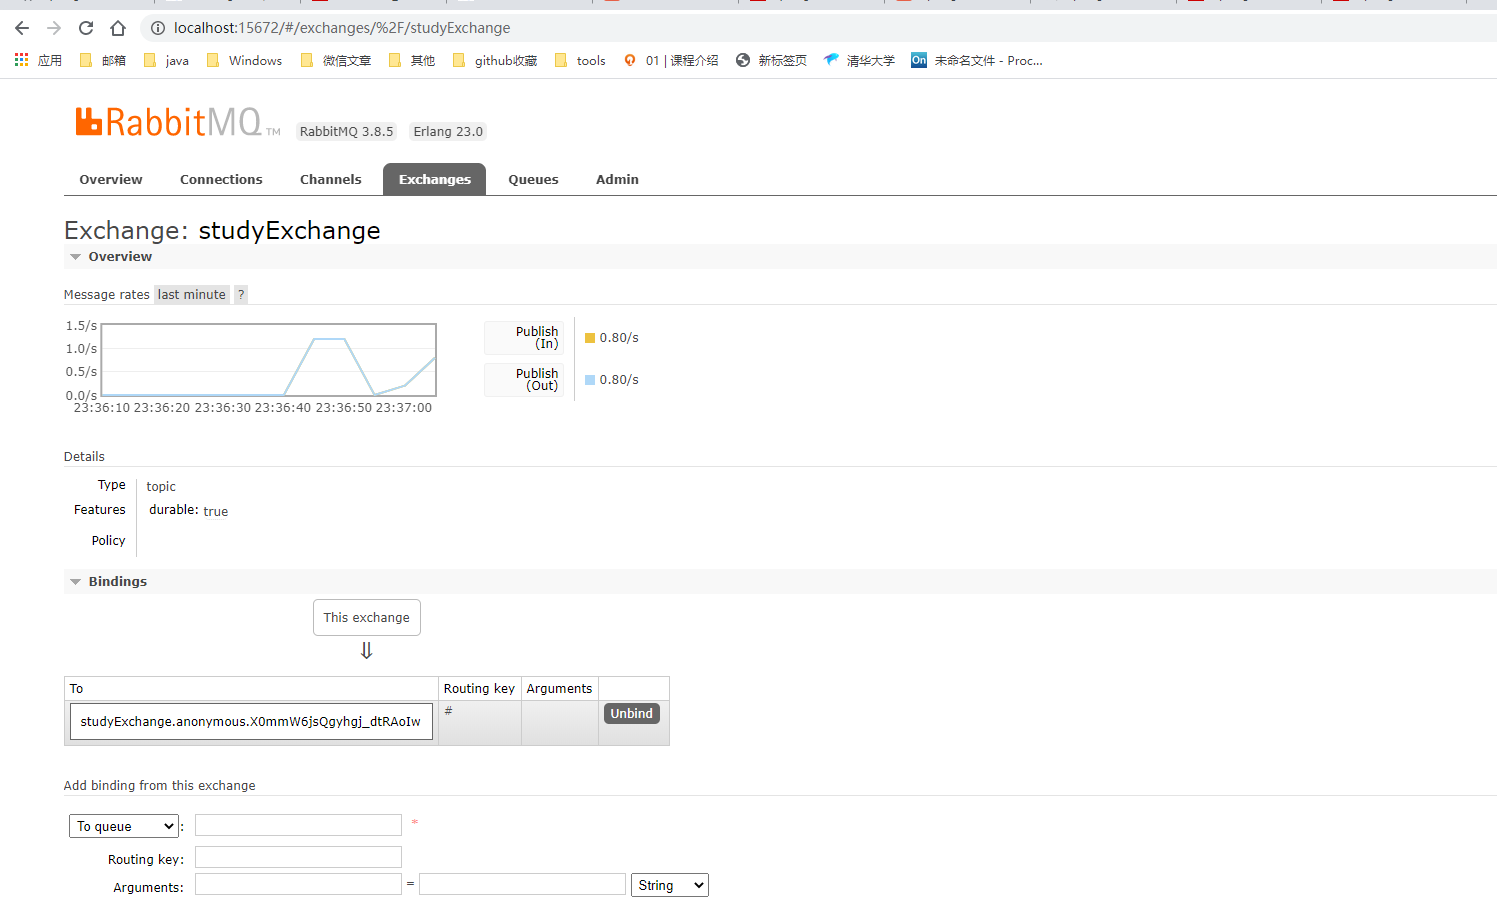 localhost:15672/#/exchanges/%2F/studyExchange
应用 邮箱 java Windows 微信文章 其他 github收藏 tools 01 | 课程介绍 新标签页 清华大学 On 未命名文件 - Proc...
RabbitMQ TM RabbitMQ 3.8.5 Erlang 23.0
Overview Connections Channels Exchanges Queues Admin
Exchange: studyExchange
Overview
Message rates last minute ?
1.5/s
1.0/s
0.5/s
0.0/s
23:36:10 23:36:20 23:36:30 23:36:40 23:36:50 23:37:00
Publish (In) 0.80/s
Publish (Out) 0.80/s
Details
Type topic
Features durable: true
Policy
Bindings
This exchange
⇓
To Routing key Arguments
studyExchange.anonymous.X0mmW6jsQgyhgj_dtRAoIw # Unbind
Add binding from this exchange
To queue : *
Routing key:
Arguments: = String